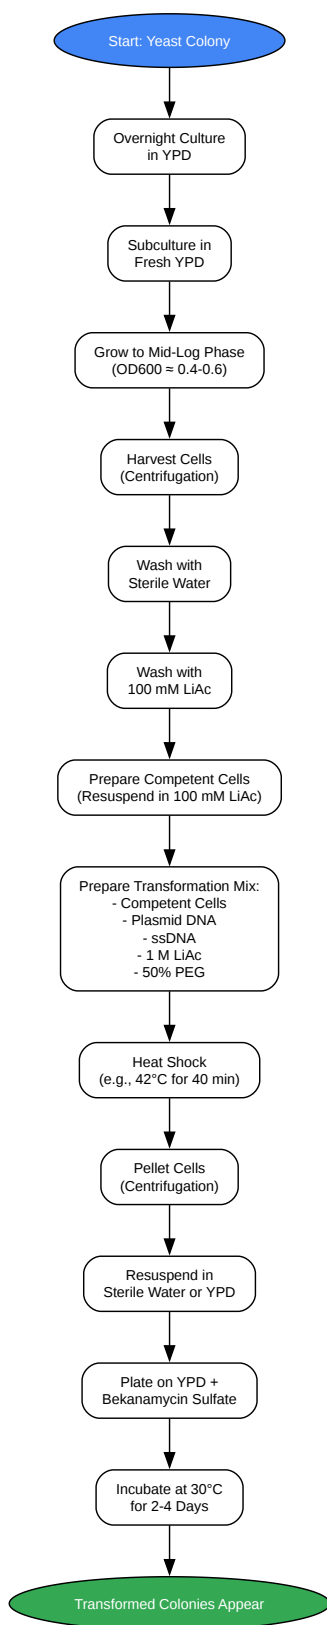 Start: Yeast Colony
Overnight Culture
in YPD
Subculture in
Fresh YPD
Grow to Mid-Log Phase
(OD600 ≈ 0.4-0.6)
Harvest Cells
(Centrifugation)
Wash with
Sterile Water
Wash with
100 mM LiAc
Prepare Competent Cells
(Resuspend in 100 mM LiAc)
Prepare Transformation Mix:
- Competent Cells
- Plasmid DNA
- ssDNA
- 1 M LiAc
- 50% PEG
Heat Shock
(e.g., 42°C for 40 min)
Pellet Cells
(Centrifugation)
Resuspend in
Sterile Water or YPD
Plate on YPD +
Bekanamycin Sulfate
Incubate at 30°C
for 2-4 Days
Transformed Colonies Appear